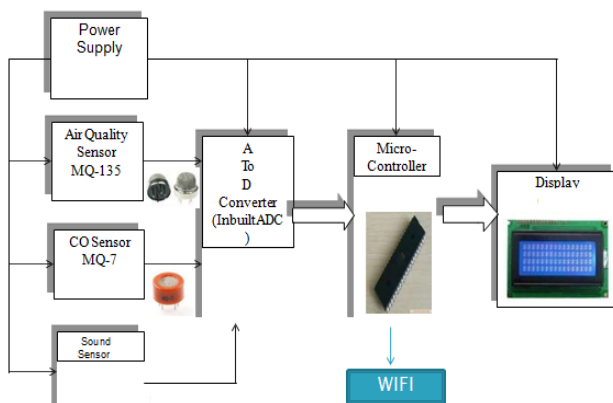 Power
Supply
Air Quality
Sensor
MQ-135
CO Sensor
MQ-7
Sound
Sensor
A
To
D
Converter
(InbuiltADC
)
Micro-
Controller
Display
WIFI